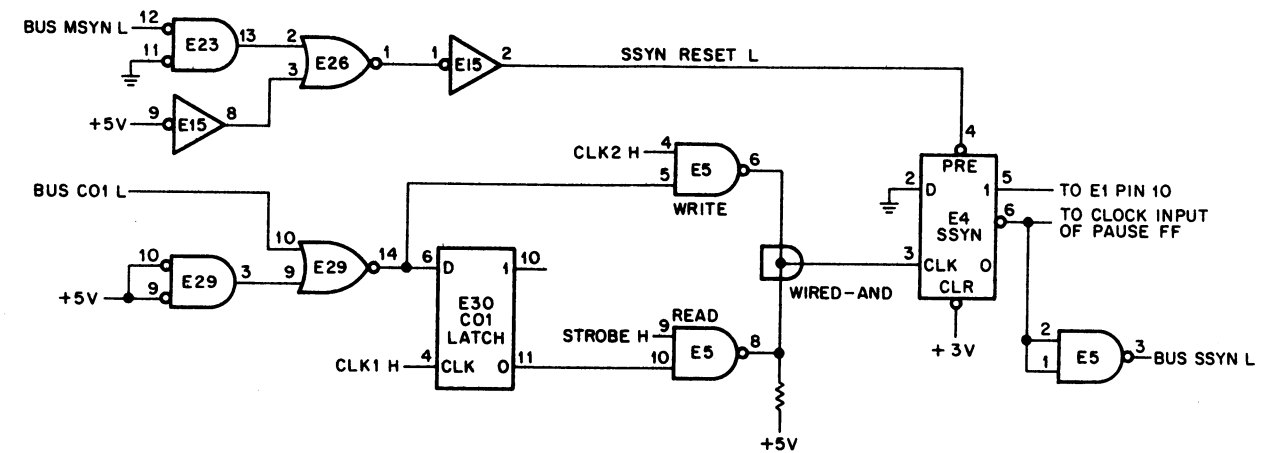 BUS MSYN L
12
11
E23
13
2
3
E26
1
1
E15
2
SSYN RESET L
+5V
9
E15
8
4
PRE
2
D
1
5
TO E1 PIN 10
E4
SSYN
6
TO CLOCK INPUT
OF PAUSE FF
3
CLK
0
CLR
+3V
CLK2 H
4
5
E5
6
WRITE
BUS CO1 L
10
9
E29
14
10
9
E29
3
+5V
6
D
1
10
E30
CO1
LATCH
CLK1 H
4
CLK
0
11
WIRED-AND
READ
STROBE H
9
10
E5
8
+5V
2
1
E5
3
BUS SSYN L